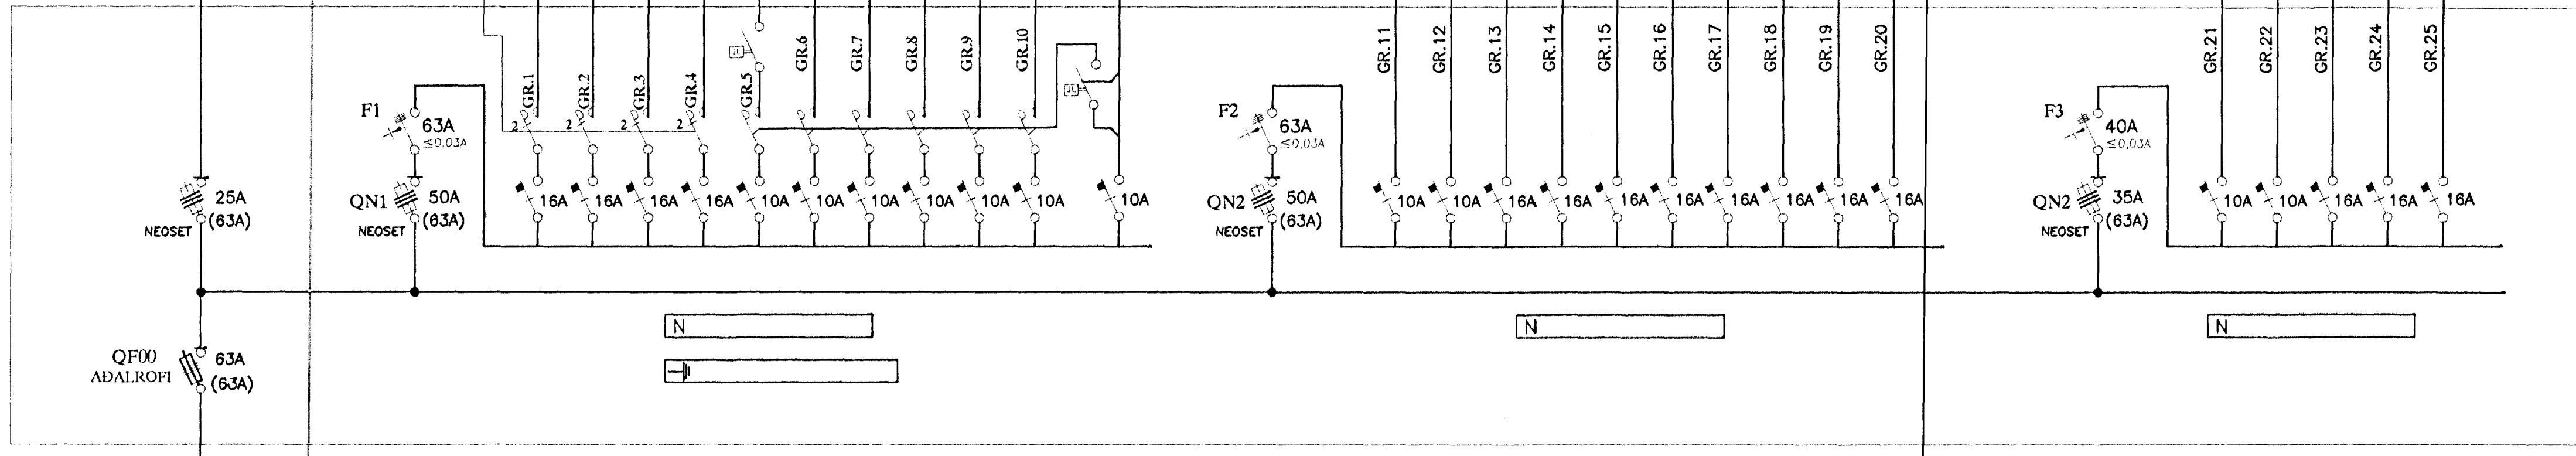 GR.1
GR.2
GR.3
GR.4
GR.5
GR.6
GR.7
GR.8
GR.9
GR.10
GR.11
GR.12
GR.13
GR.14
GR.15
GR.16
GR.17
GR.18
GR.19
GR.20
GR.21
GR.22
GR.23
GR.24
GR.25
F1
63A
≤0,03A
2
2
2
2
F2
63A
≤0,03A
F3
40A
≤0,03A
25A
(63A)
NEOSET
QN1
50A
(63A)
NEOSET
16A
16A
16A
16A
10A
10A
10A
10A
10A
10A
10A
QN2
50A
(63A)
NEOSET
10A
10A
16A
16A
16A
16A
16A
16A
16A
16A
QN2
35A
(63A)
NEOSET
10A
10A
16A
16A
16A
N
N
N
QF00
AÐALROFI
63A
(63A)